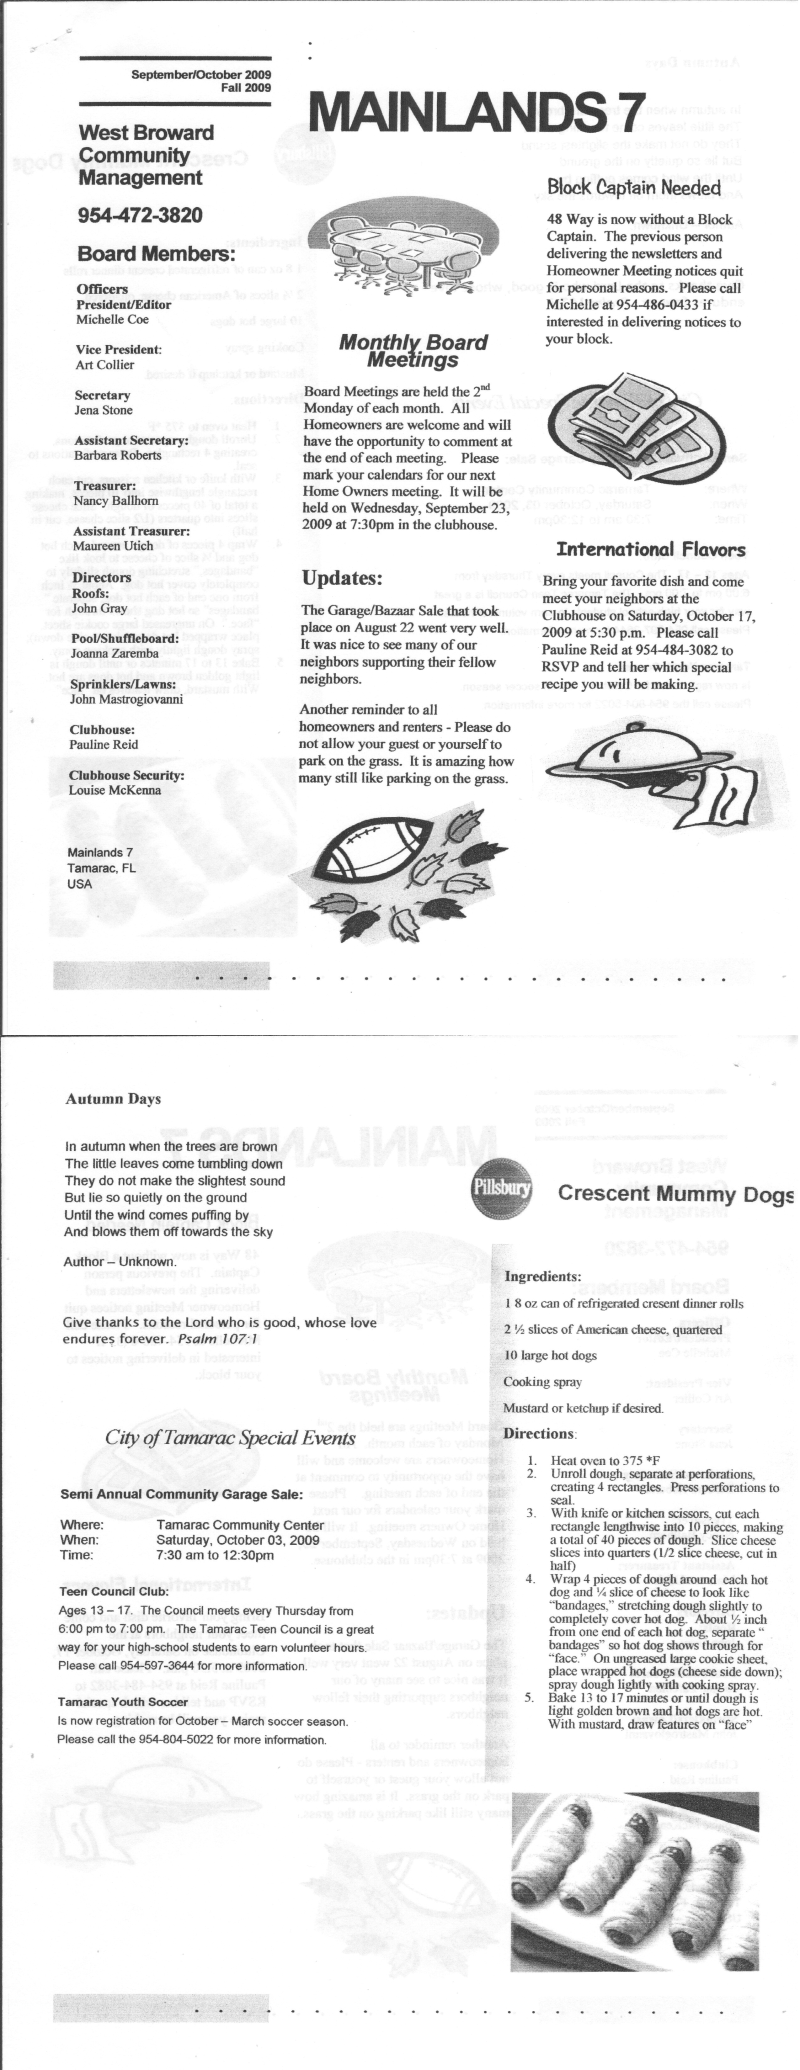 September/October 2009
Fall 2009
West Broward
Community
Management
954-472-3820
Board Members:
Officers
President/Editor
Michelle Coe
Vice President:
Art Collier
Secretary
Jena Stone
Assistant Secretary:
Barbara Roberts
Treasurer:
Nancy Ballhorn
Assistant Treasurer:
Maureen Utich
Directors
Roofs:
John Gray
Pool/Shuffleboard:
Joanna Zaremba
Sprinklers/Lawns:
John Mastrogiovanni
Clubhouse:
Pauline Reid
Clubhouse Security:
Louise McKenna
Mainlands 7
Tamarac, FL
USA
MAINLANDS 7
Monthly Board
Meetings
Board Meetings are held the 2nd
Monday of each month. All
Homeowners are welcome and will
have the opportunity to comment at
the end of each meeting. Please
mark your calendars for our next
Home Owners meeting. It will be
held on Wednesday, September 23,
2009 at 7:30pm in the clubhouse.
Updates:
The Garage/Bazaar Sale that took
place on August 22 went very well.
It was nice to see many of our
neighbors supporting their fellow
neighbors.
Another reminder to all
homeowners and renters - Please do
not allow your guest or yourself to
park on the grass. It is amazing how
many still like parking on the grass.
Block Captain Needed
48 Way is now without a Block
Captain. The previous person
delivering the newsletters and
Homeowner Meeting notices quit
for personal reasons. Please call
Michelle at 954-486-0433 if
interested in delivering notices to
your block.
International Flavors
Bring your favorite dish and come
meet your neighbors at the
Clubhouse on Saturday, October 17,
2009 at 5:30 p.m. Please call
Pauline Reid at 954-484-3082 to
RSVP and tell her which special
recipe you will be making.
Autumn Days
In autumn when the trees are brown
The little leaves come tumbling down
They do not make the slightest sound
But lie so quietly on the ground
Until the wind comes puffing by
And blows them off towards the sky
Author – Unknown.
Give thanks to the Lord who is good, whose love
endures forever. Psalm 107:1
City of Tamarac Special Events
Semi Annual Community Garage Sale:
Where: Tamarac Community Center
When: Saturday, October 03, 2009
Time: 7:30 am to 12:30pm
Teen Council Club:
Ages 13 – 17. The Council meets every Thursday from
6:00 pm to 7:00 pm. The Tamarac Teen Council is a great
way for your high-school students to earn volunteer hours.
Please call 954-597-3644 for more information.
Tamarac Youth Soccer
Is now registration for October – March soccer season.
Please call the 954-804-5022 for more information.
Pillsbury
Crescent Mummy Dogs
Ingredients:
1 8 oz can of refrigerated cresent dinner rolls
2 ½ slices of American cheese, quartered
10 large hot dogs
Cooking spray
Mustard or ketchup if desired.
Directions:
1. Heat oven to 375 *F
2. Unroll dough, separate at perforations,
creating 4 rectangles. Press perforations to
seal.
3. With knife or kitchen scissors, cut each
rectangle lengthwise into 10 pieces, making
a total of 40 pieces of dough. Slice cheese
slices into quarters (1/2 slice cheese, cut in
half)
4. Wrap 4 pieces of dough around each hot
dog and ¼ slice of cheese to look like
"bandages," stretching dough slightly to
completely cover hot dog. About ½ inch
from one end of each hot dog, separate "
bandages" so hot dog shows through for
"face." On ungreased large cookie sheet,
place wrapped hot dogs (cheese side down);
spray dough lightly with cooking spray.
5. Bake 13 to 17 minutes or until dough is
light golden brown and hot dogs are hot.
With mustard, draw features on "face"